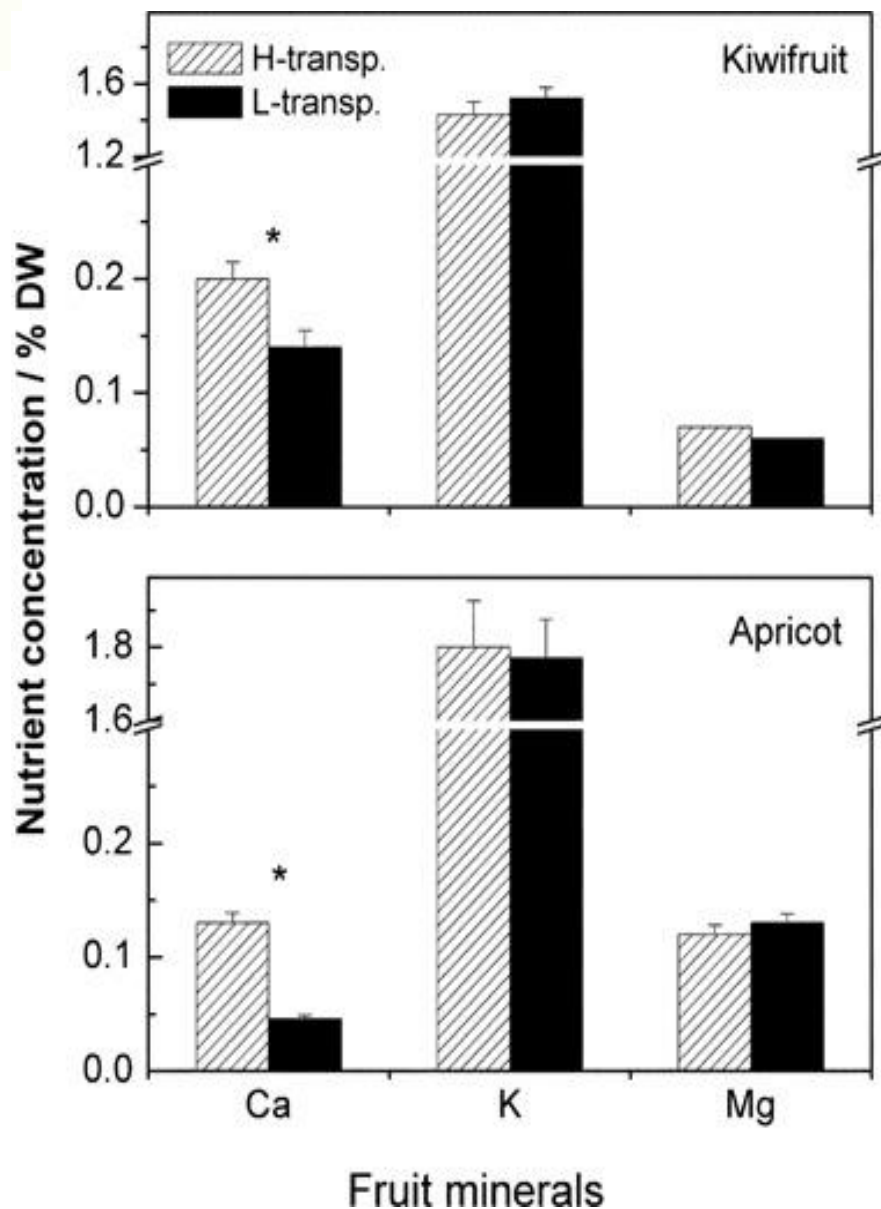 Nutrient concentration / % DW
H-transp.
L-transp.
Kiwifruit
1.6
1.2
*
0.2
0.1
0.0
Apricot
1.8
1.6
*
0.2
0.1
0.0
Ca K Mg
Fruit minerals